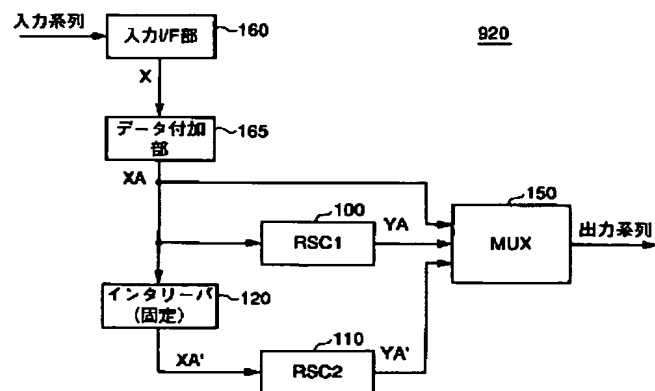 入力系列
入力I/F部
160
920
X
データ付加部
165
XA
150
100
YA
RSC1
MUX
出力系列
インタリーバ
(固定)
120
110
YA'
XA'
RSC2